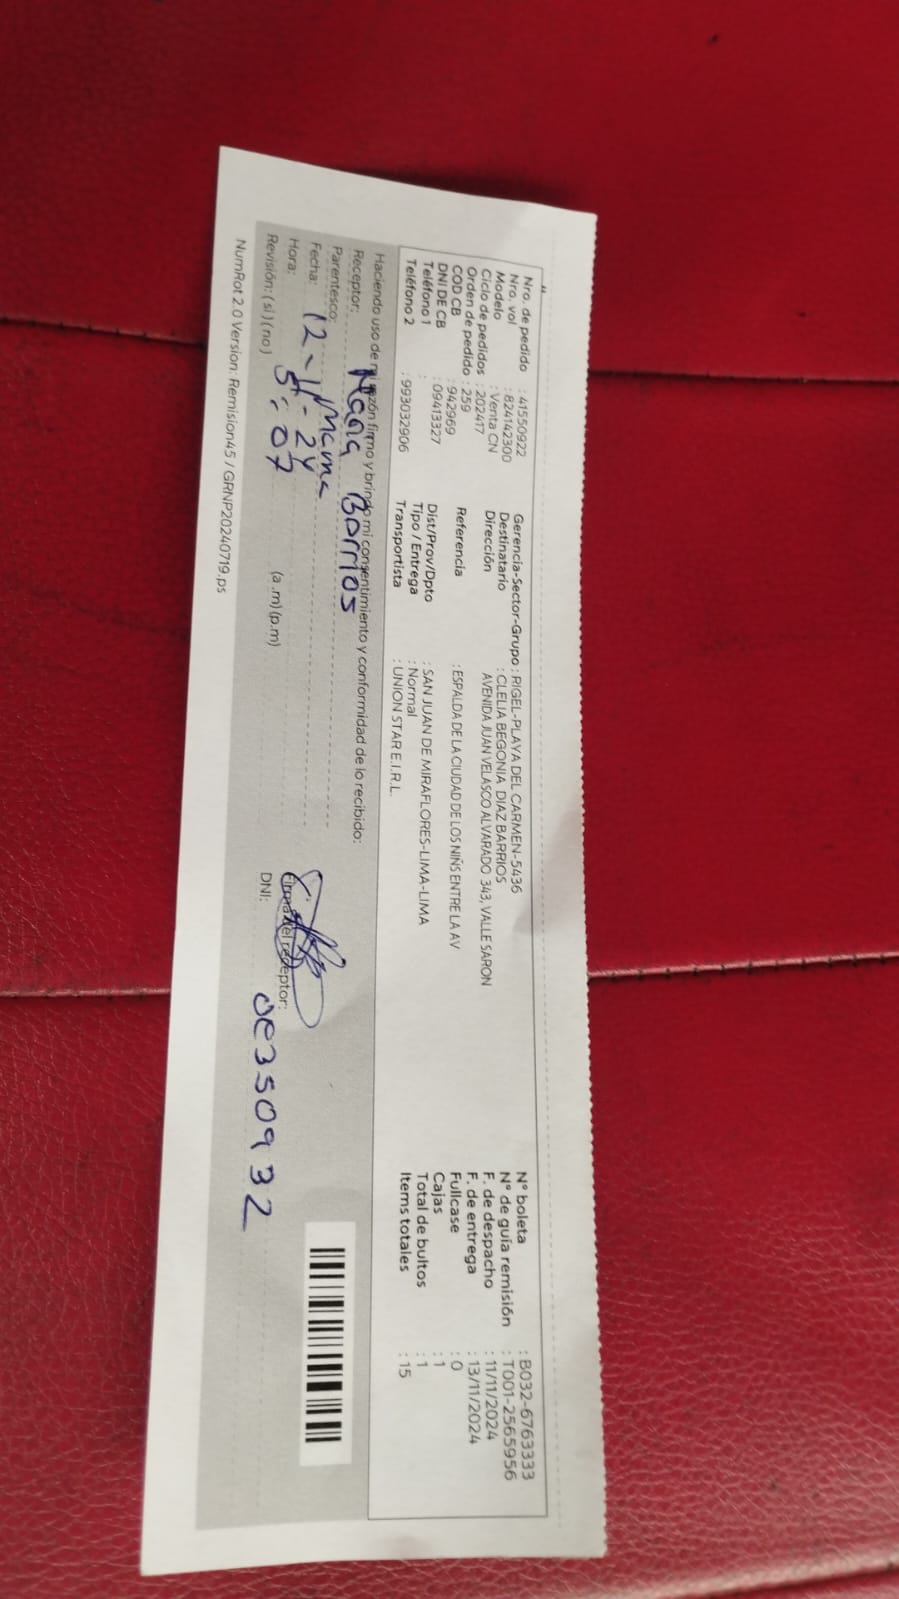 Nro. de pedido : 41550922
Nro. vol : 824142300
Modelo : Venta CN
Ciclo de pedidos : 202417
Orden de pedido : 259
COD CB : 942969
DNI DE CB : 09413327
Teléfono 1 :
Teléfono 2 : 993032906
Gerencia-Sector-Grupo : RIGEL-PLAYA DEL CARMEN-5436
Destinatario : CLELIA BEGONIA DIAZ BARRIOS
Dirección AVENIDA JUAN VELASCO ALVARADO 343, VALLE SARON
Referencia : ESPALDA DE LA CIUDAD DE LOS NIÑS ENTRE LA AV
Dist/Prov/Dpto : SAN JUAN DE MIRAFLORES-LIMA-LIMA
Tipo / Entrega : Normal
Transportista : UNION STAR E.I.R.L.
N° boleta : B032-6763333
N° de guía remisión : T001-2565956
F. de despacho : 11/11/2024
F. de entrega : 13/11/2024
Fullcase : 0
Cajas : 1
Total de bultos : 1
Items totales : 15
Haciendo uso de mi razón firmo y brindo mi consentimiento y conformidad de lo recibido:
Receptor: Maria Barrios
Parentesco: Mama
Fecha: 12-11-24
Hora: 5:07 (a.m) (p.m)
Revisión: (si) (no)
Firma del receptor:
DNI: 0350932
NumRot 2.0 Version: Remision45 / GRNP20240719.ps